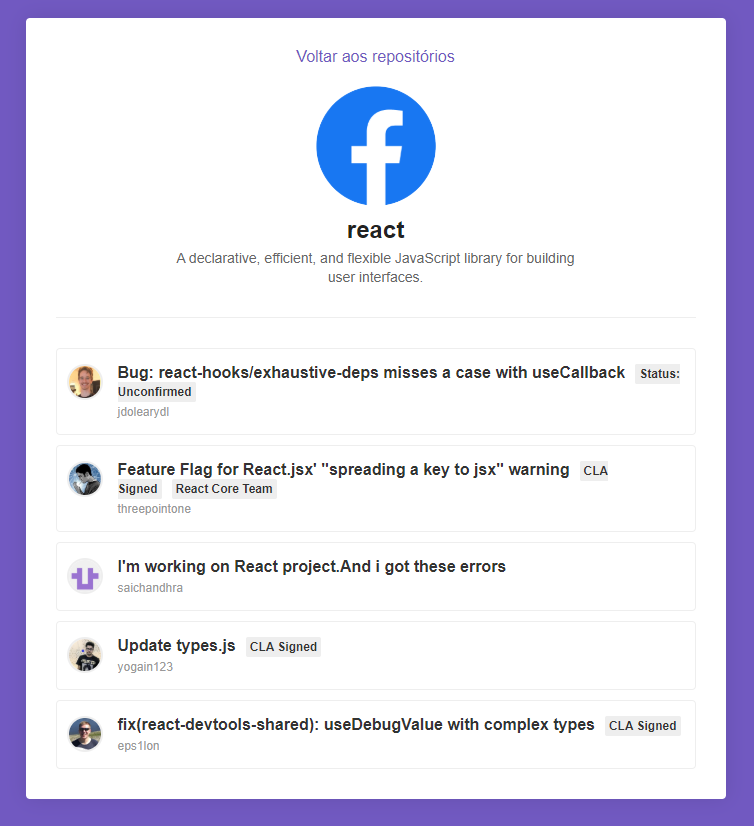 Voltar aos repositórios
react
A declarative, efficient, and flexible JavaScript library for building
user interfaces.
Bug: react-hooks/exhaustive-deps misses a case with useCallback Status:
Unconfirmed
jdolearydl
Feature Flag for React.jsx' "spreading a key to jsx" warning CLA
Signed React Core Team
threepointone
I'm working on React project.And i got these errors
saichandhra
Update types.js CLA Signed
yogain123
fix(react-devtools-shared): useDebugValue with complex types CLA Signed
eps1lon